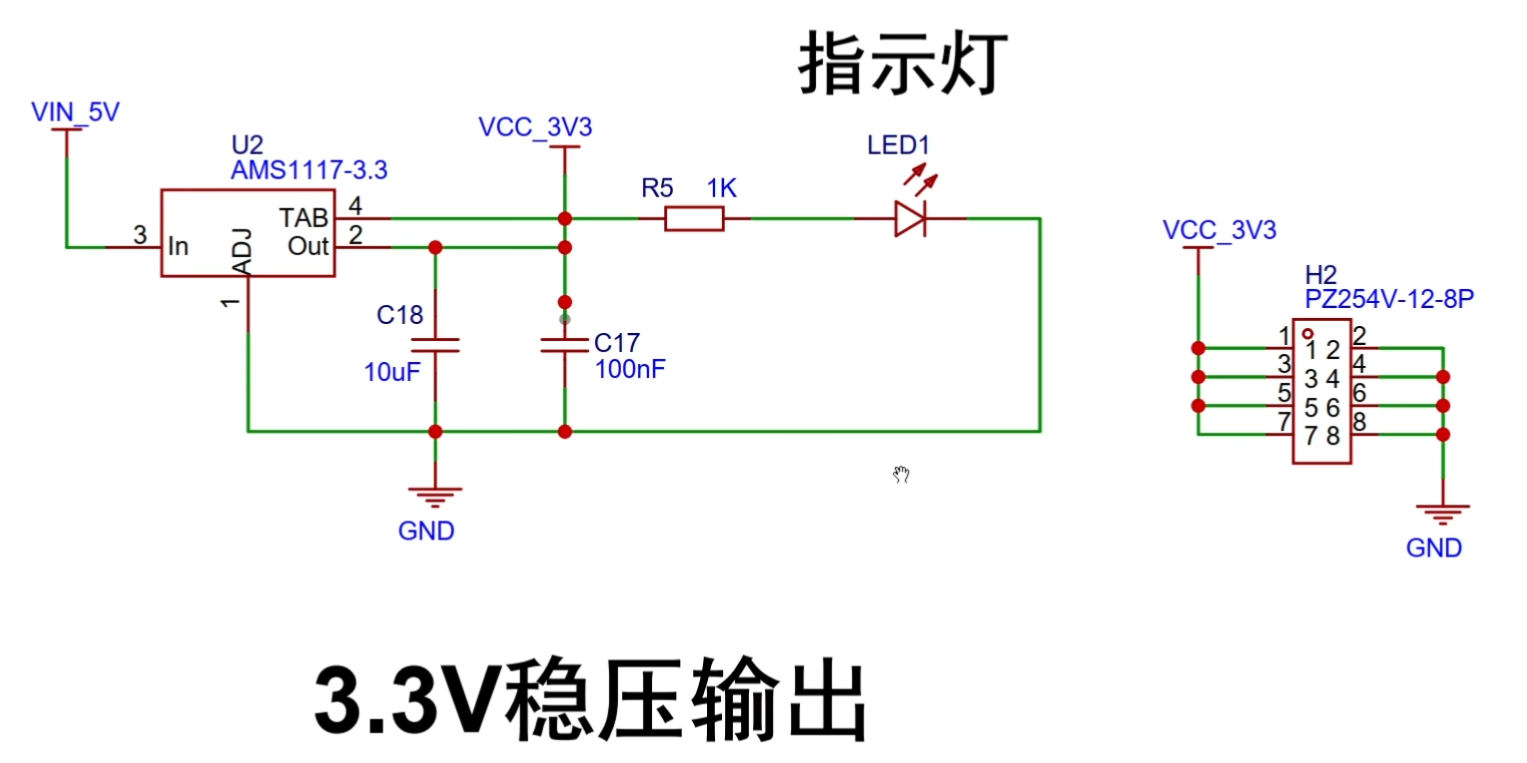 指示灯
VIN_5V
VCC_3V3
U2
AMS1117-3.3
LED1
R5 1K
TAB 4
3 In Out 2
ADJ
1
C18
10uF
C17
100nF
GND
VCC_3V3
H2
PZ254V-12-8P
1 1 2 2
3 3 4 4
5 5 6 6
7 7 8 8
GND
3.3V稳压输出